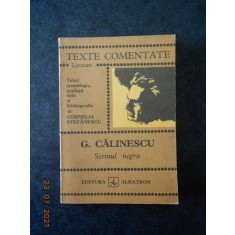 TEXTE COMENTATE
Lyceum
Tabel
cronologic,
prefață
note
și
bibliografie
de
CORNELIA
ȘTEFĂNESCU
G. CĂLINESCU
Scrinul negru
EDITURA
ALBATROS
23 07 2021